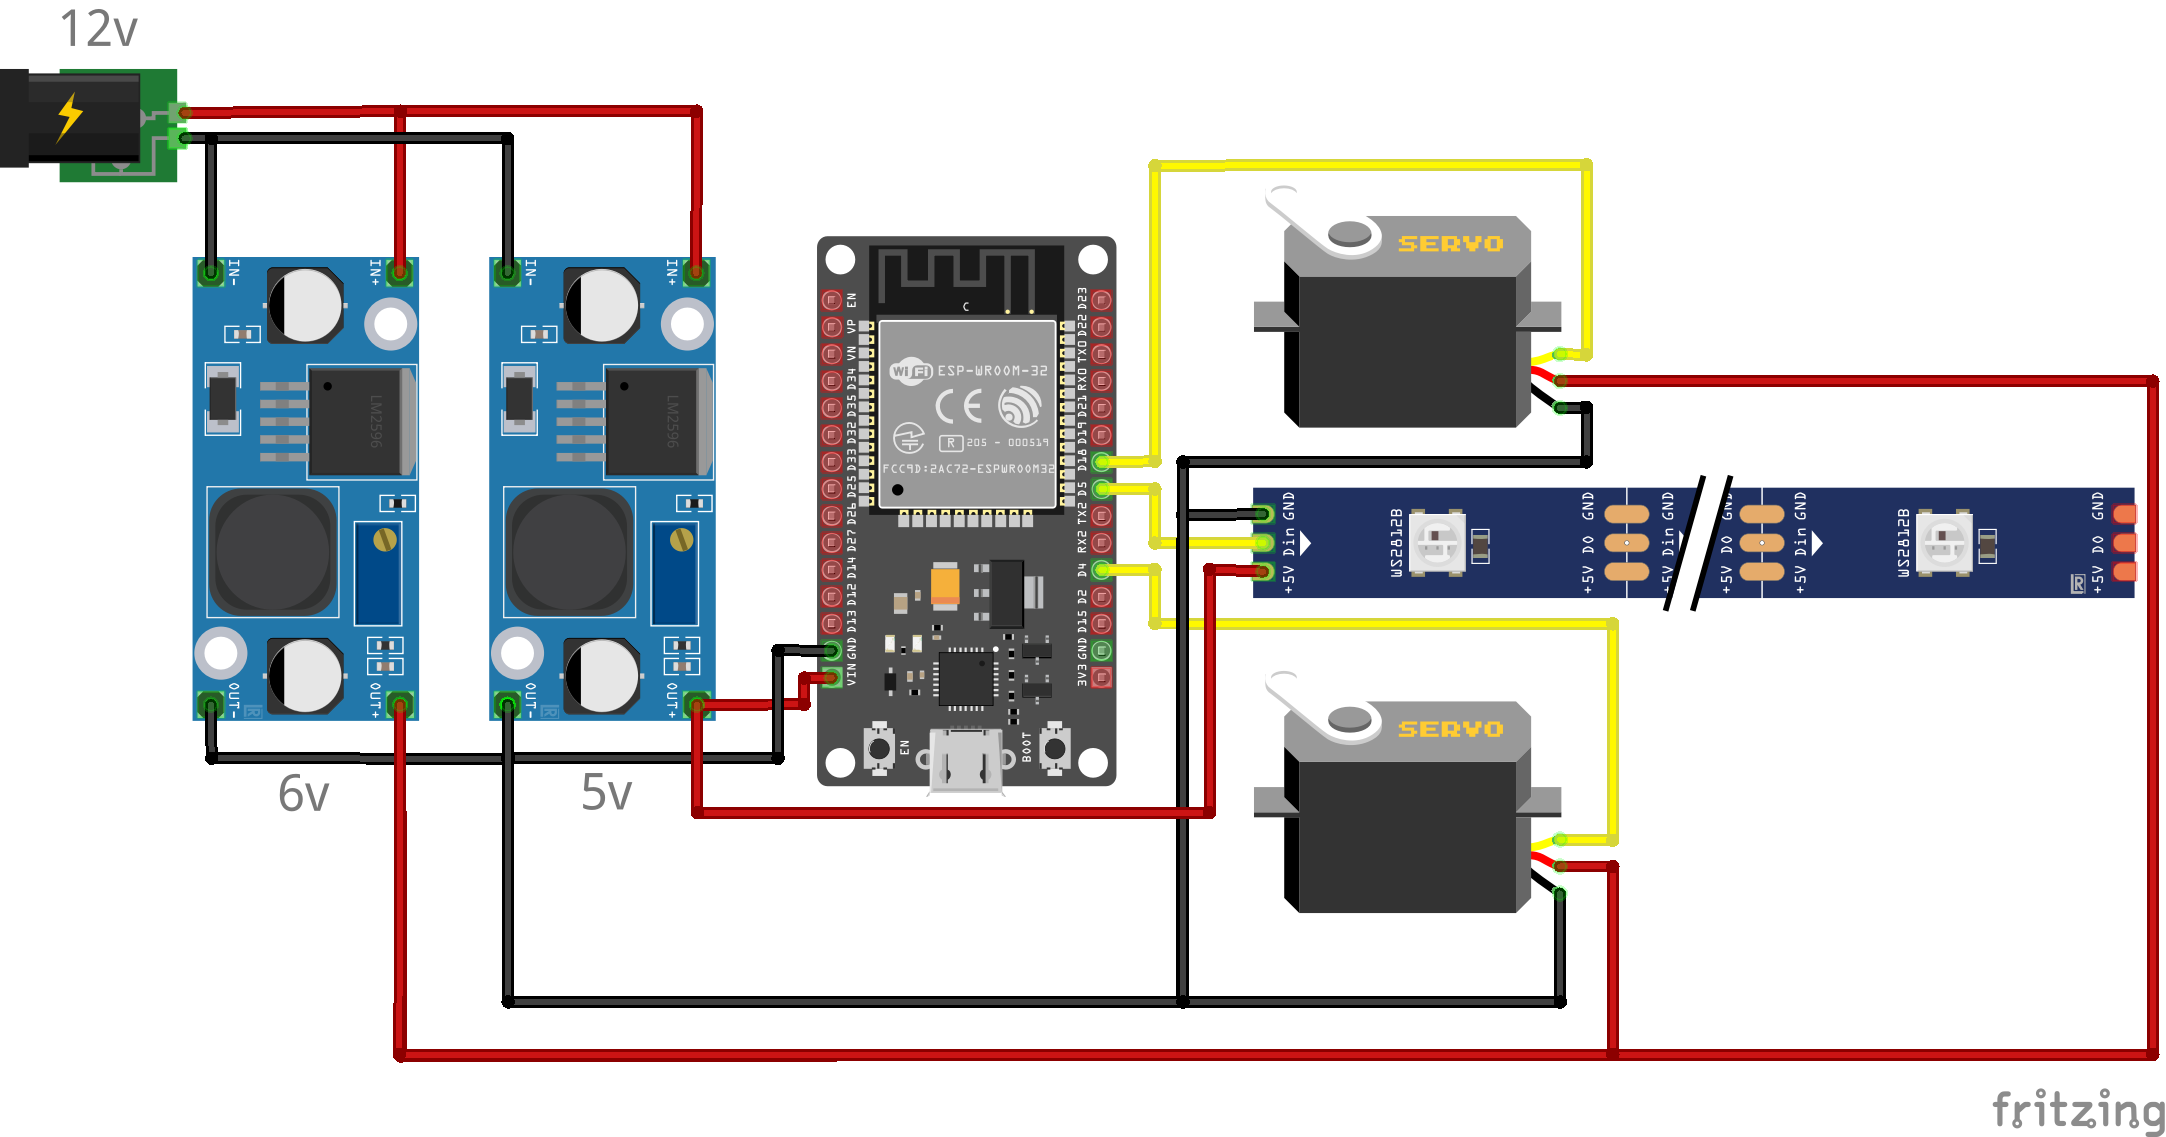 12v
IN-
IN+
IN-
IN+
LM2596
LM2596
OUT-
OUT+
OUT-
OUT+
6v
5v
EN
VP
VN
D34
D35
D32
D33
D25
D26
D27
D14
D12
D13
GND
VIN
D23
D22
TX0
RX0
D21
D19
D18
D5
TX2
RX2
D4
D2
D15
GND
3V3
C
WiFi ESP-WROOM-32
CE
R 205 - 000519
FCC9D:2AC72-ESPWROOM32
EN
BOOT
SERVO
GND
Din
+5V
WS2812B
GND
DO
+5V
GND
Din
+5V
GND
DO
+5V
GND
Din
+5V
WS2812B
GND
DO
+5V
SERVO
fritzing